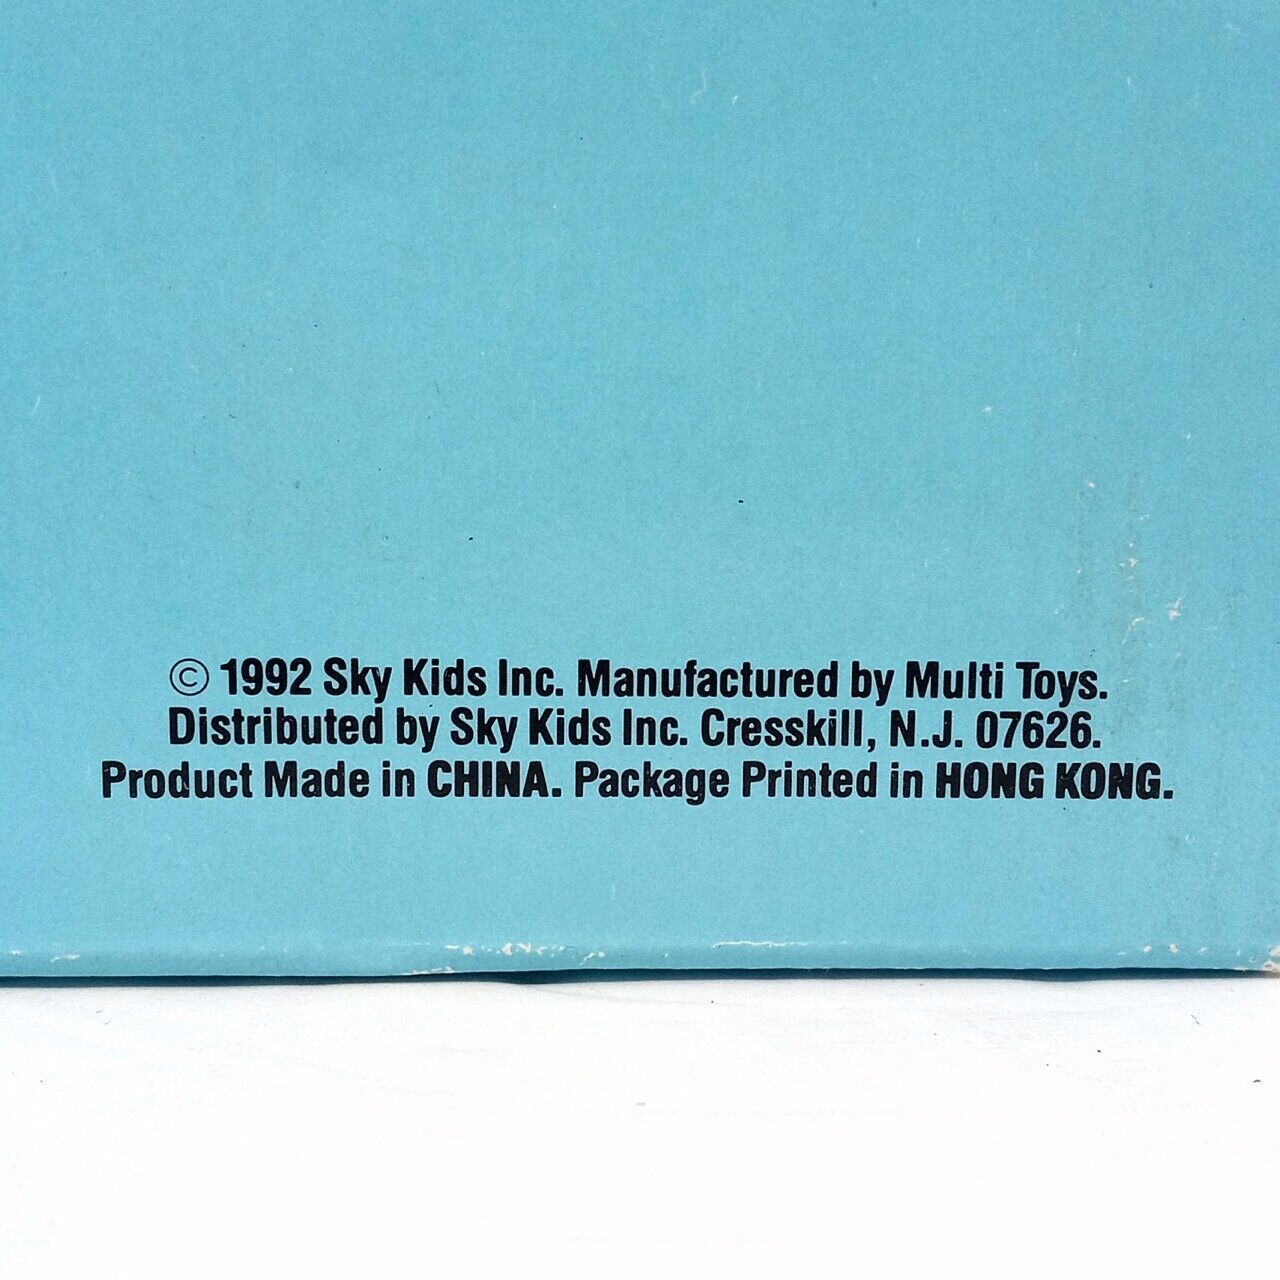 © 1992 Sky Kids Inc. Manufactured by Multi Toys.
Distributed by Sky Kids Inc. Cresskill, N.J. 07626.
Product Made in CHINA. Package Printed in HONG KONG.